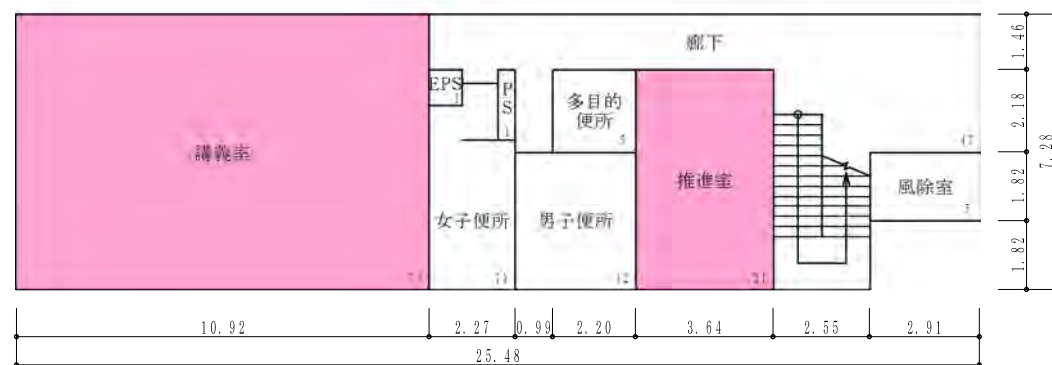 廊下
1.46
EPS
P
S
多目的
便所
2.18
7.28
講義室
推進室
風除室
1.82
女子便所
男子便所
1.82
10.92
2.27
0.99
2.20
3.64
2.55
2.91
25.48